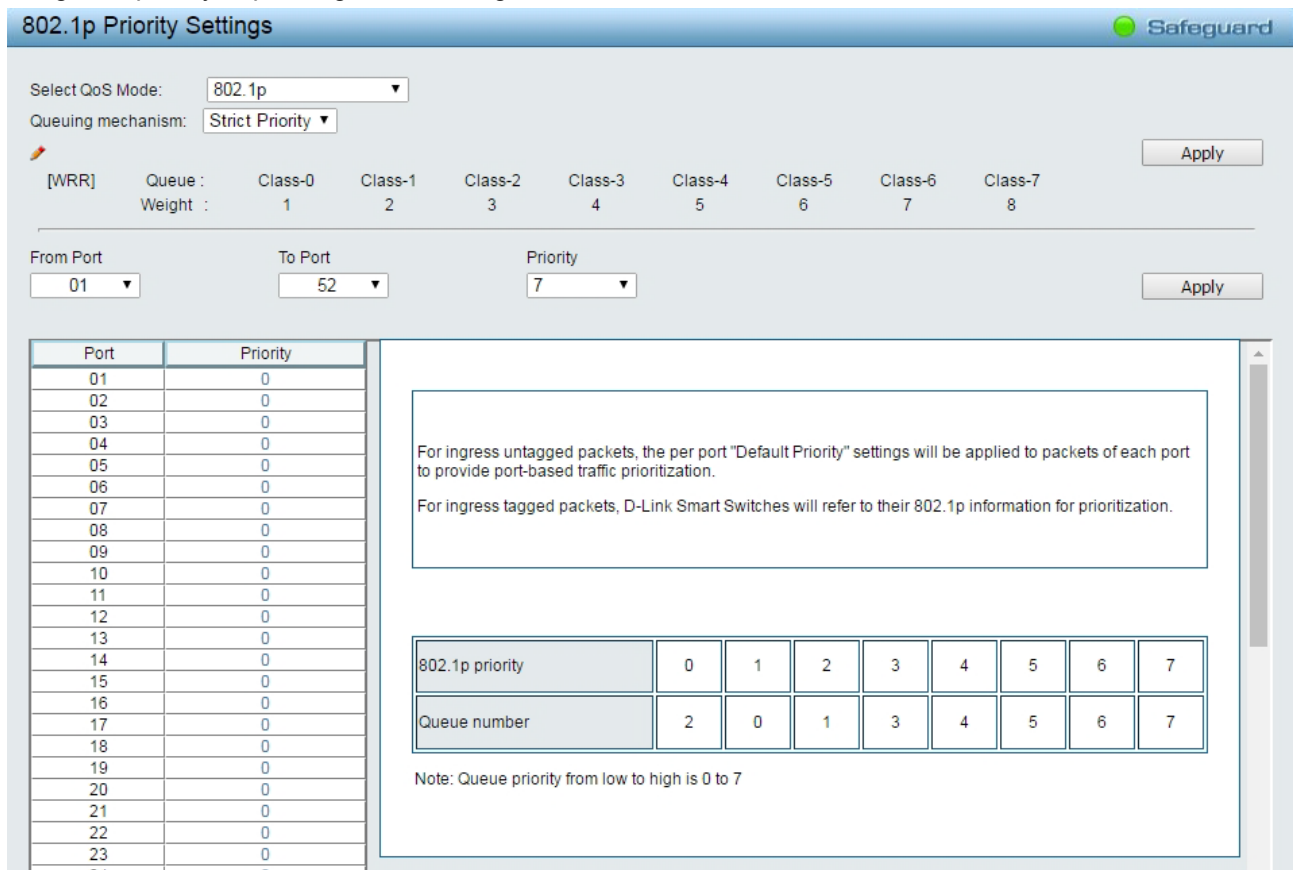 802.1p Priority Settings
Safeguard
Select QoS Mode: 802.1p
Queuing mechanism: Strict Priority
Apply
[WRR] Queue : Class-0 Class-1 Class-2 Class-3 Class-4 Class-5 Class-6 Class-7
Weight : 1 2 3 4 5 6 7 8
From Port To Port Priority
01 52 7 Apply
Port Priority
01 0
02 0
03 0
04 0
05 0
06 0
07 0
08 0
09 0
10 0
11 0
12 0
13 0
14 0
15 0
16 0
17 0
18 0
19 0
20 0
21 0
22 0
23 0
For ingress untagged packets, the per port "Default Priority" settings will be applied to packets of each port
to provide port-based traffic prioritization.
For ingress tagged packets, D-Link Smart Switches will refer to their 802.1p information for prioritization.
802.1p priority 0 1 2 3 4 5 6 7
Queue number 2 0 1 3 4 5 6 7
Note: Queue priority from low to high is 0 to 7